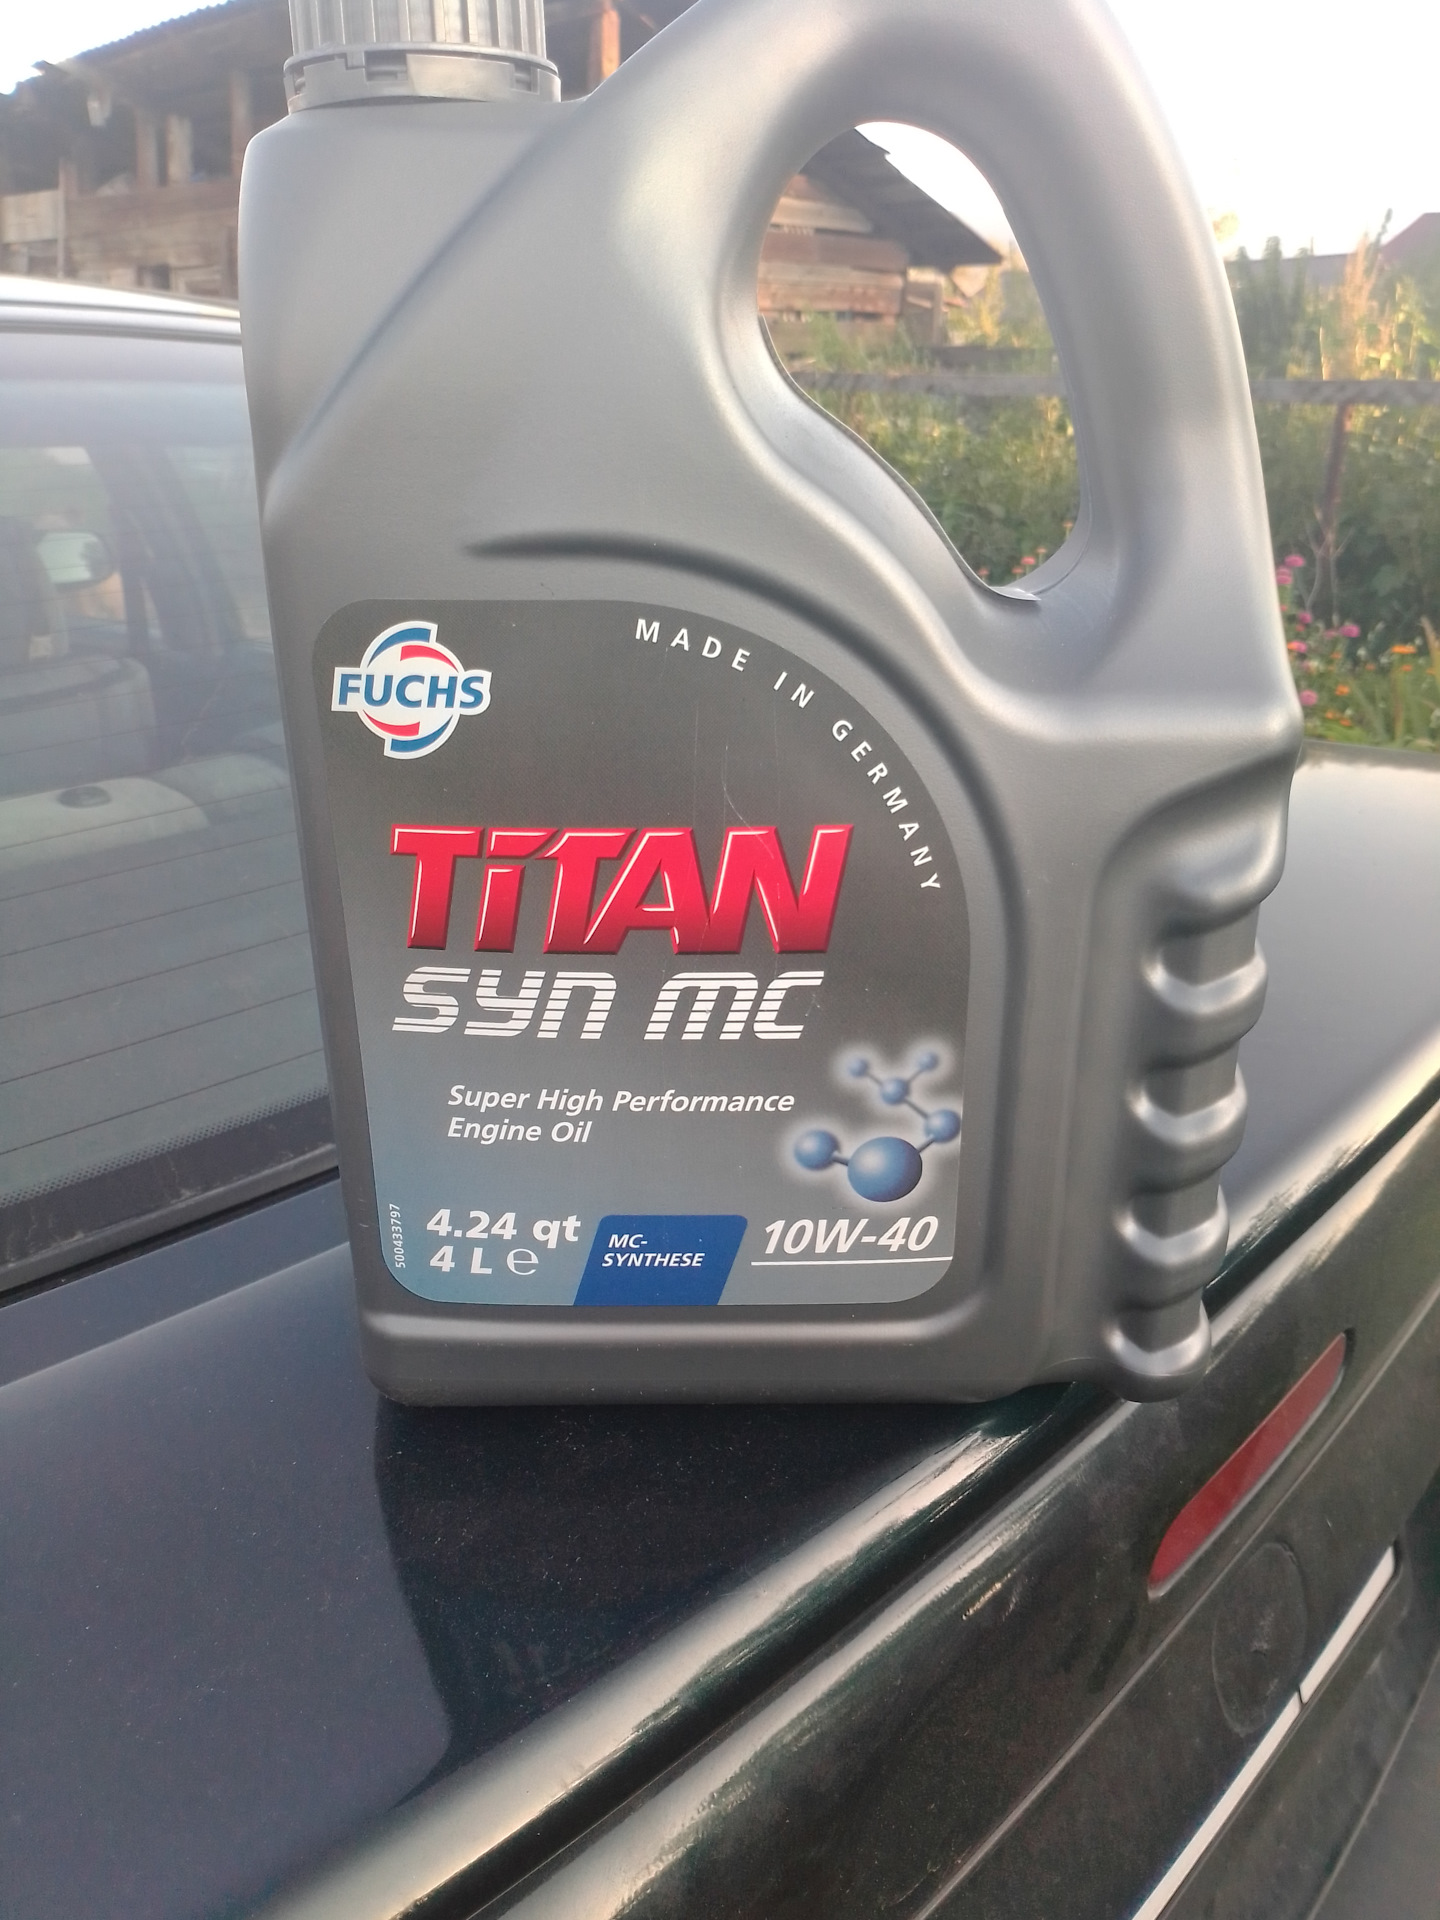 FUCHS
MADE IN GERMANY
TiTAN
SYN MC
Super High Performance
Engine Oil
500433797
4.24 qt
4 L ℮
MC-
SYNTHESE
10W-40